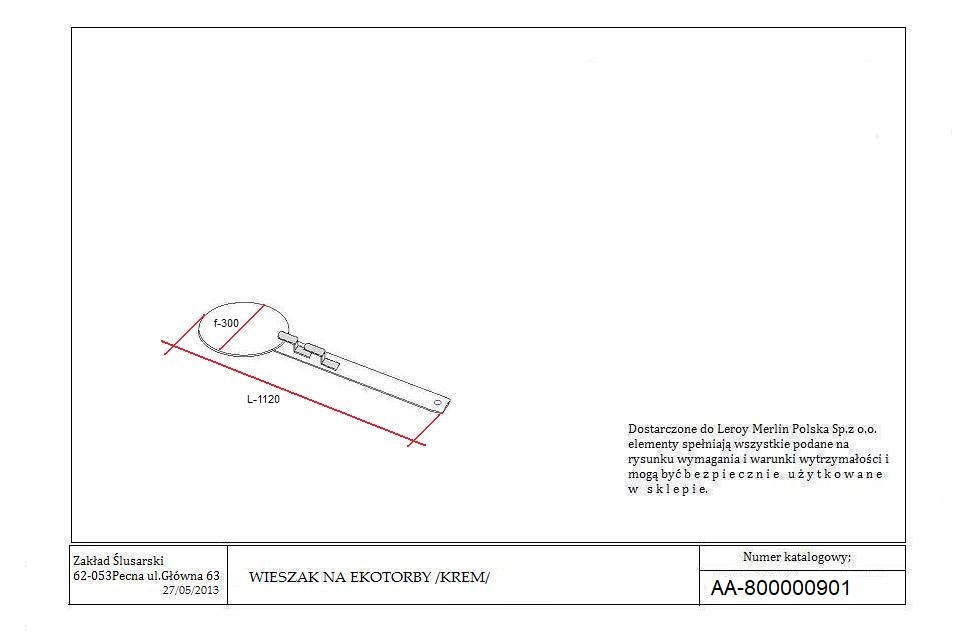 f-300
L-1120
Dostarczone do Leroy Merlin Polska Sp.z o.o.
elementy spełniają wszystkie podane na
rysunku wymagania i warunki wytrzymałości i
mogą być b e z p i e c z n i e u ż y t k o w a n e
w s k l e p i e.
Zakład Ślusarski
62-053Pecna ul.Główna 63
27/05/2013
WIESZAK NA EKOTORBY /KREM/
Numer katalogowy;
AA-800000901